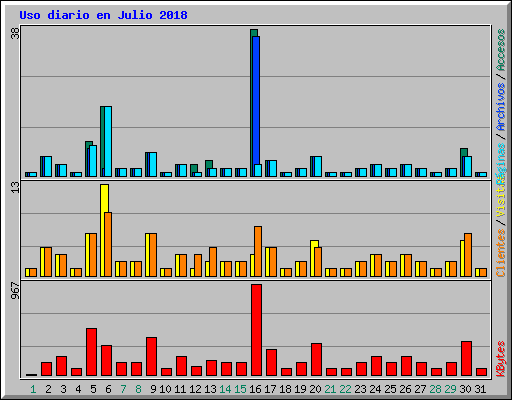 Uso diario en Julio 2018
38
13
967
Accesos / Archivos / Páginas
Clientes / Visitas
KBytes
1 2 3 4 5 6 7 8 9 10 11 12 13 14 15 16 17 18 19 20 21 22 23 24 25 26 27 28 29 30 31